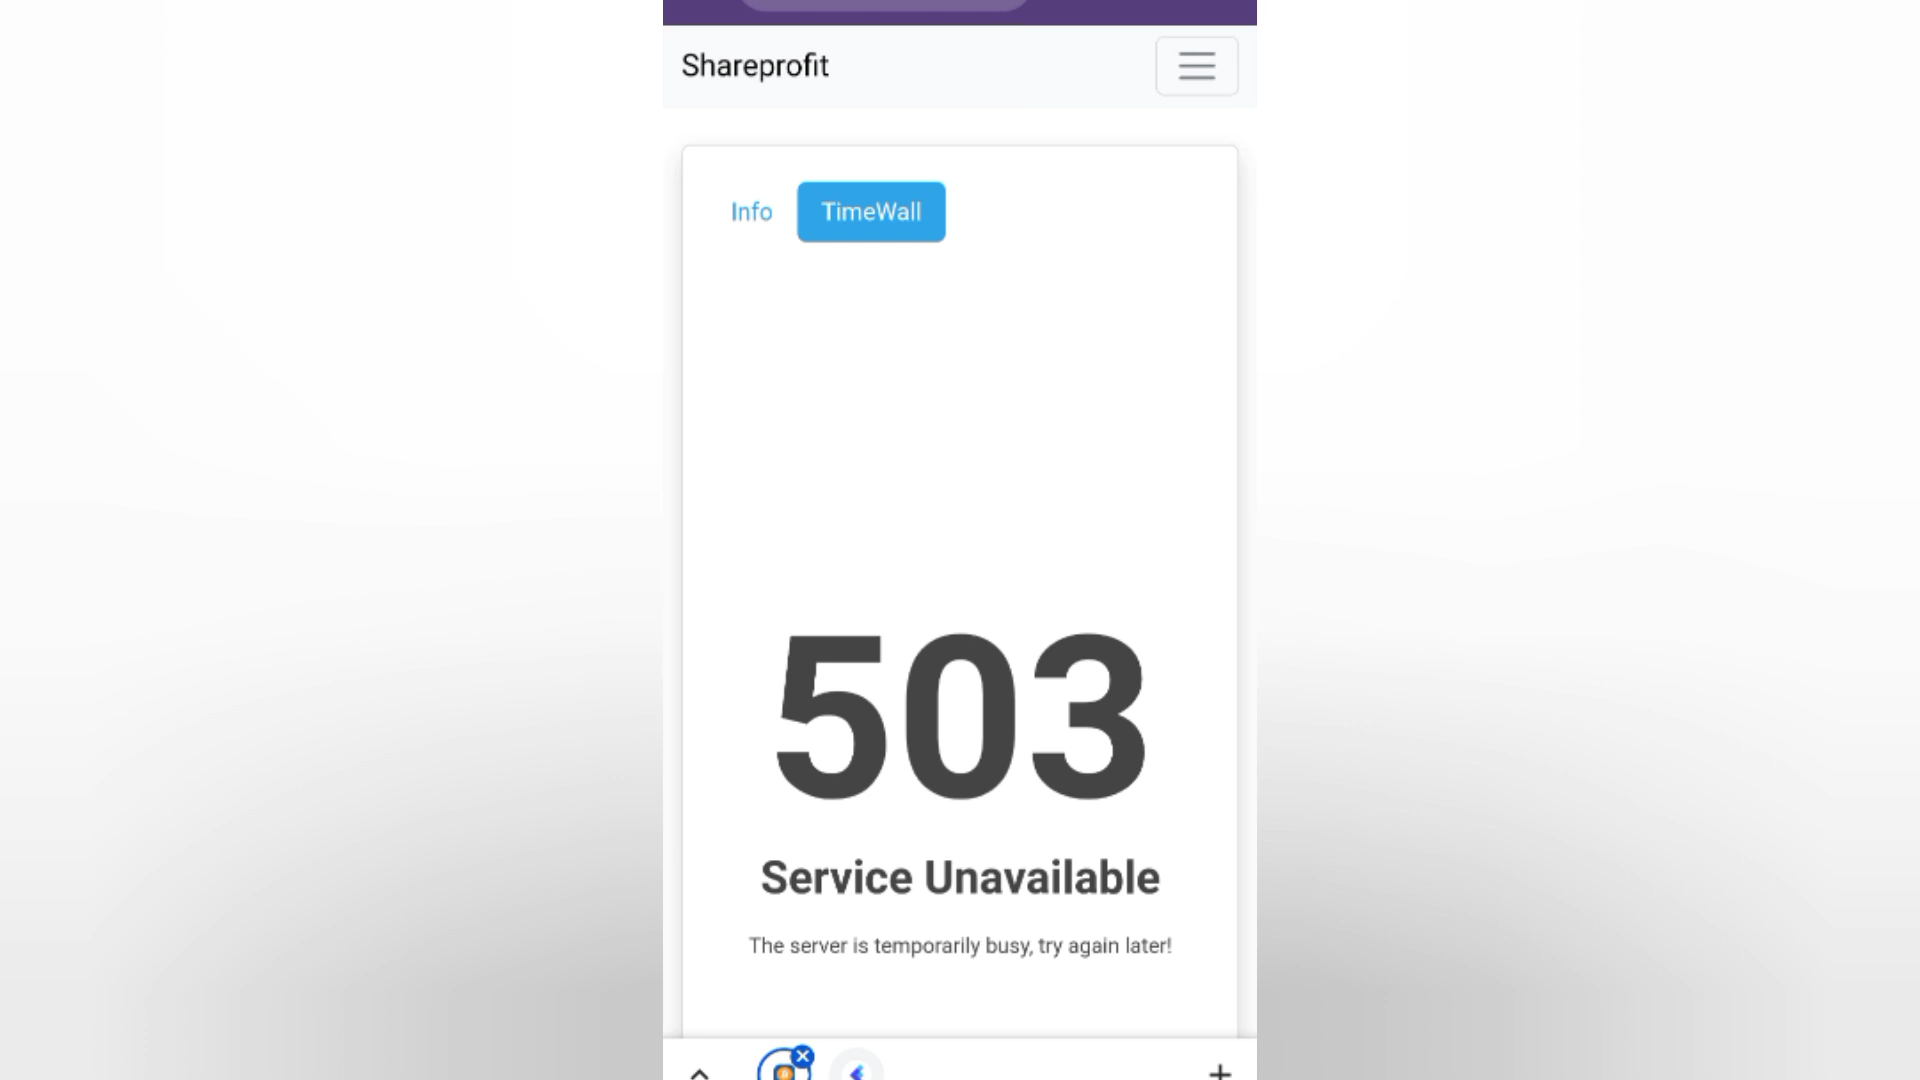 Shareprofit
Info TimeWall
503
Service Unavailable
The server is temporarily busy, try again later!